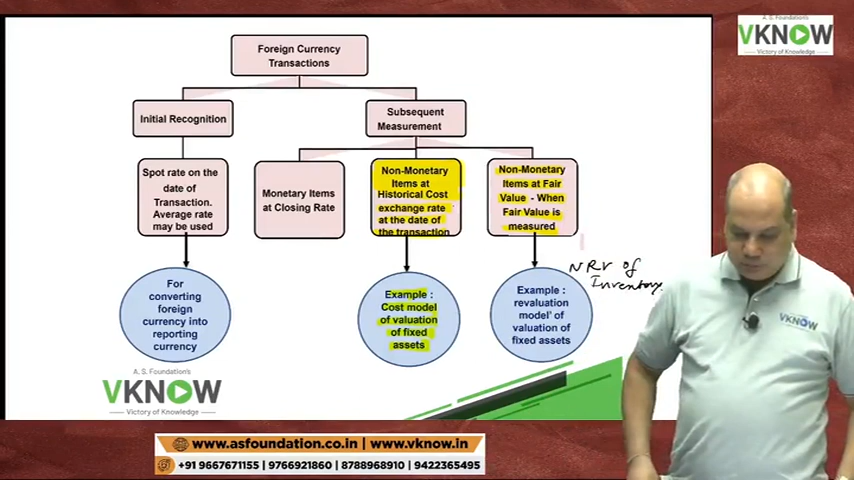 A. S. Foundation's
VKNOW
Victory of Knowledge
Foreign Currency
Transactions
Initial Recognition
Subsequent
Measurement
Spot rate on the
date of
Transaction.
Average rate
may be used
Monetary Items
at Closing Rate
Non-Monetary
Items at
Historical Cost
exchange rate
at the date of
the transaction
Non-Monetary
Items at Fair
Value - When
Fair Value is
measured
For
converting
foreign
currency into
reporting
currency
Example :
Cost model
of valuation
of fixed
assets
Example :
revaluation
model' of
valuation of
fixed assets
NRV of
Inventory.
VKNOW
A. S. Foundation's
VKNOW
Victory of Knowledge
www.asfoundation.co.in | www.vknow.in
+91 9667671155 | 9766921860 | 8788968910 | 9422365495